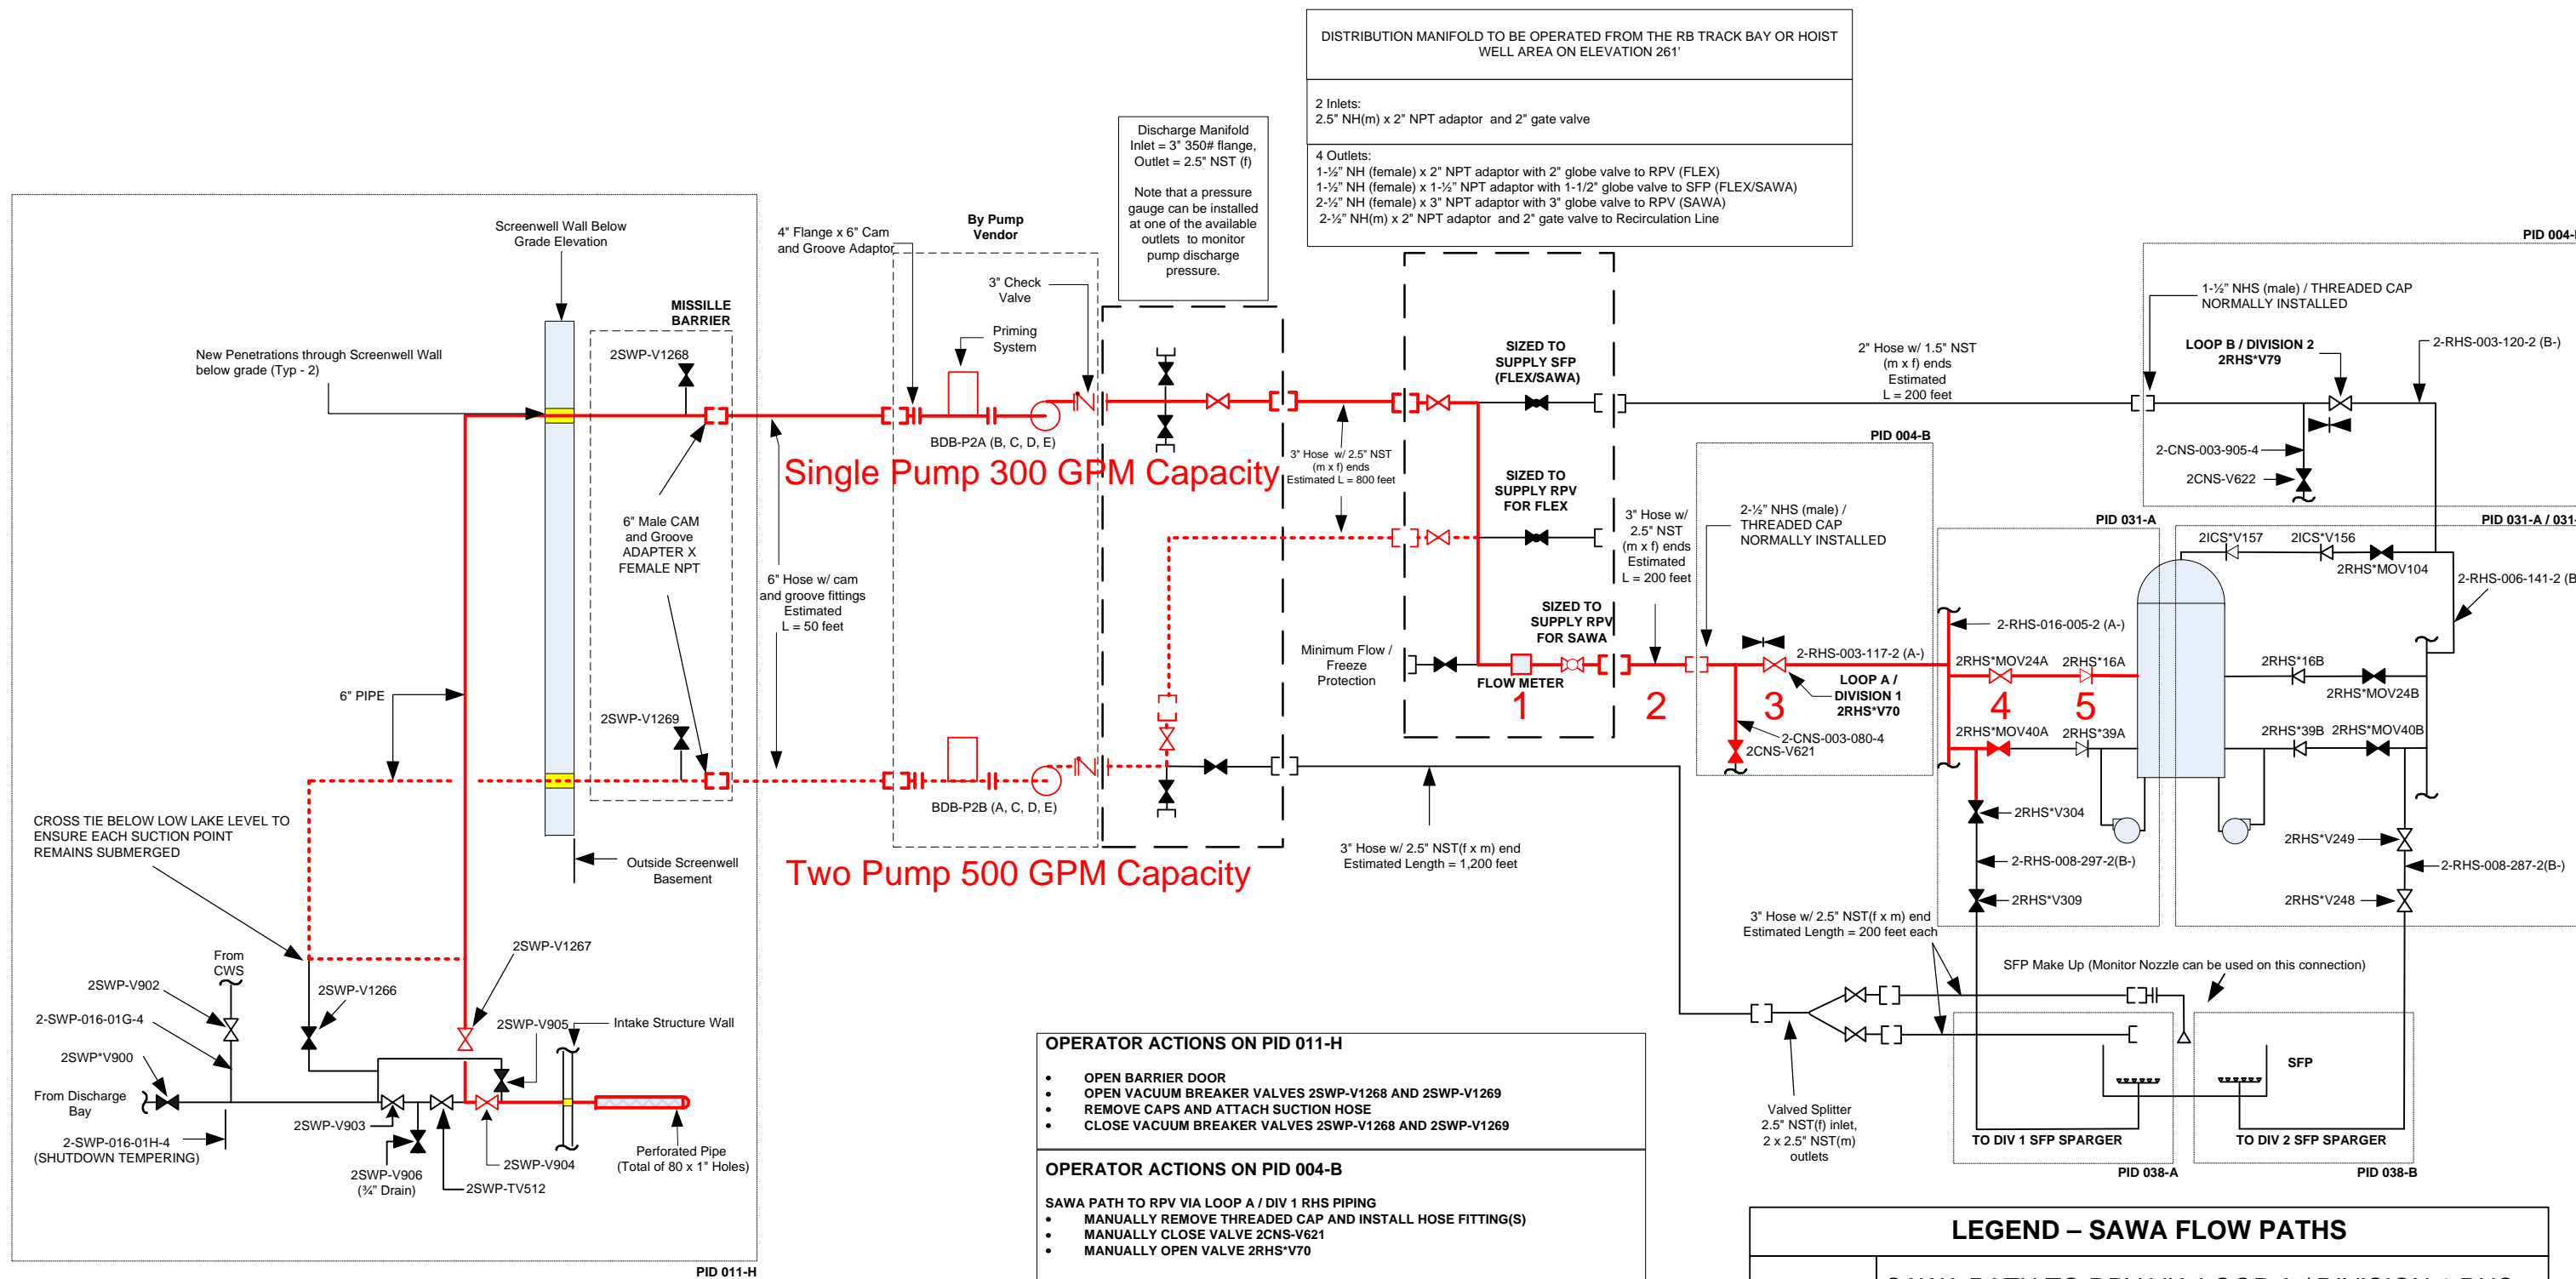 DISTRIBUTION MANIFOLD TO BE OPERATED FROM THE RB TRACK BAY OR HOIST
WELL AREA ON ELEVATION 261'
2 Inlets:
2.5" NH(m) x 2" NPT adaptor and 2" gate valve
4 Outlets:
1-½" NH (female) x 2" NPT adaptor with 2" globe valve to RPV (FLEX)
1-½" NH (female) x 1-½" NPT adaptor with 1-1/2" globe valve to SFP (FLEX/SAWA)
2-½" NH (female) x 3" NPT adaptor with 3" globe valve to RPV (SAWA)
2-½" NH(m) x 2" NPT adaptor and 2" gate valve to Recirculation Line
Discharge Manifold
Inlet = 3" 350# flange,
Outlet = 2.5" NST (f)
Note that a pressure
gauge can be installed
at one of the available
outlets to monitor
pump discharge
pressure.
Screenwell Wall Below
Grade Elevation
MISSILLE
BARRIER
2SWP-V1268
New Penetrations through Screenwell Wall
below grade (Typ - 2)
4" Flange x 6" Cam
and Groove Adaptor
By Pump
Vendor
3" Check
Valve
Priming
System
BDB-P2A (B, C, D, E)
Single Pump 300 GPM Capacity
3" Hose w/ 2.5" NST
(m x f) ends
Estimated L = 800 feet
SIZED TO
SUPPLY SFP
(FLEX/SAWA)
SIZED TO
SUPPLY RPV
FOR FLEX
SIZED TO
SUPPLY RPV
FOR SAWA
2" Hose w/ 1.5" NST
(m x f) ends
Estimated
L = 200 feet
PID 004-
1-½" NHS (male) / THREADED CAP
NORMALLY INSTALLED
LOOP B / DIVISION 2
2RHS*V79
2-RHS-003-120-2 (B-)
2-CNS-003-905-4
2CNS-V622
PID 004-B
3" Hose w/
2.5" NST
(m x f) ends
Estimated
L = 200 feet
2-½" NHS (male) /
THREADED CAP
NORMALLY INSTALLED
2-RHS-003-117-2 (A-)
LOOP A /
DIVISION 1
2RHS*V70
2-CNS-003-080-4
2CNS-V621
Minimum Flow /
Freeze
Protection
FLOW METER
1
2
3
4
5
PID 031-A
PID 031-A / 031-
2ICS*V157
2ICS*V156
2RHS*MOV104
2-RHS-006-141-2 (B
2-RHS-016-005-2 (A-)
2RHS*MOV24A
2RHS*16A
2RHS*MOV40A
2RHS*39A
2RHS*16B
2RHS*MOV24B
2RHS*39B
2RHS*MOV40B
2RHS*V304
2-RHS-008-297-2(B-)
2RHS*V309
2RHS*V249
2-RHS-008-287-2(B-)
2RHS*V248
6" Male CAM
and Groove
ADAPTER X
FEMALE NPT
6" Hose w/ cam
and groove fittings
Estimated
L = 50 feet
6" PIPE
2SWP-V1269
BDB-P2B (A, C, D, E)
Two Pump 500 GPM Capacity
3" Hose w/ 2.5" NST(f x m) end
Estimated Length = 1,200 feet
CROSS TIE BELOW LOW LAKE LEVEL TO
ENSURE EACH SUCTION POINT
REMAINS SUBMERGED
Outside Screenwell
Basement
From
CWS
2SWP-V902
2-SWP-016-01G-4
2SWP*V900
From Discharge
Bay
2-SWP-016-01H-4
(SHUTDOWN TEMPERING)
2SWP-V1266
2SWP-V1267
2SWP-V905
Intake Structure Wall
2SWP-V903
2SWP-V906
(¾" Drain)
2SWP-TV512
2SWP-V904
Perforated Pipe
(Total of 80 x 1" Holes)
PID 011-H
3" Hose w/ 2.5" NST(f x m) end
Estimated Length = 200 feet each
SFP Make Up (Monitor Nozzle can be used on this connection)
Valved Splitter
2.5" NST(f) inlet,
2 x 2.5" NST(m)
outlets
SFP
TO DIV 1 SFP SPARGER
TO DIV 2 SFP SPARGER
PID 038-A
PID 038-B
OPERATOR ACTIONS ON PID 011-H
• OPEN BARRIER DOOR
• OPEN VACUUM BREAKER VALVES 2SWP-V1268 AND 2SWP-V1269
• REMOVE CAPS AND ATTACH SUCTION HOSE
• CLOSE VACUUM BREAKER VALVES 2SWP-V1268 AND 2SWP-V1269
OPERATOR ACTIONS ON PID 004-B
SAWA PATH TO RPV VIA LOOP A / DIV 1 RHS PIPING
• MANUALLY REMOVE THREADED CAP AND INSTALL HOSE FITTING(S)
• MANUALLY CLOSE VALVE 2CNS-V621
• MANUALLY OPEN VALVE 2RHS*V70
LEGEND – SAWA FLOW PATHS
SAWA PATH TO RPV VIA LOOP A / DIVISION 1 RHS